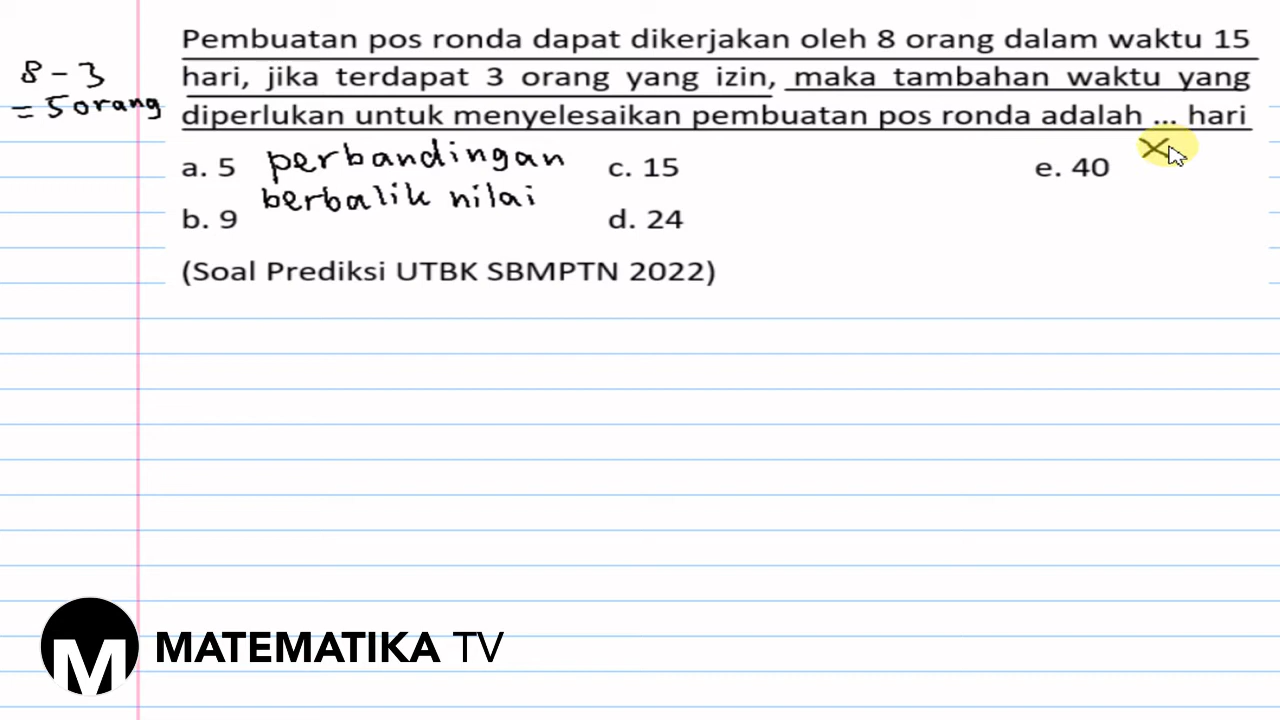 Pembuatan pos ronda dapat dikerjakan oleh 8 orang dalam waktu 15
hari, jika terdapat 3 orang yang izin, maka tambahan waktu yang
diperlukan untuk menyelesaikan pembuatan pos ronda adalah ... hari
8 - 3
= 5 orang
x
a. 5
perbandingan
berbalik nilai
c. 15
e. 40
b. 9
d. 24
(Soal Prediksi UTBK SBMPTN 2022)
M MATEMATIKA TV